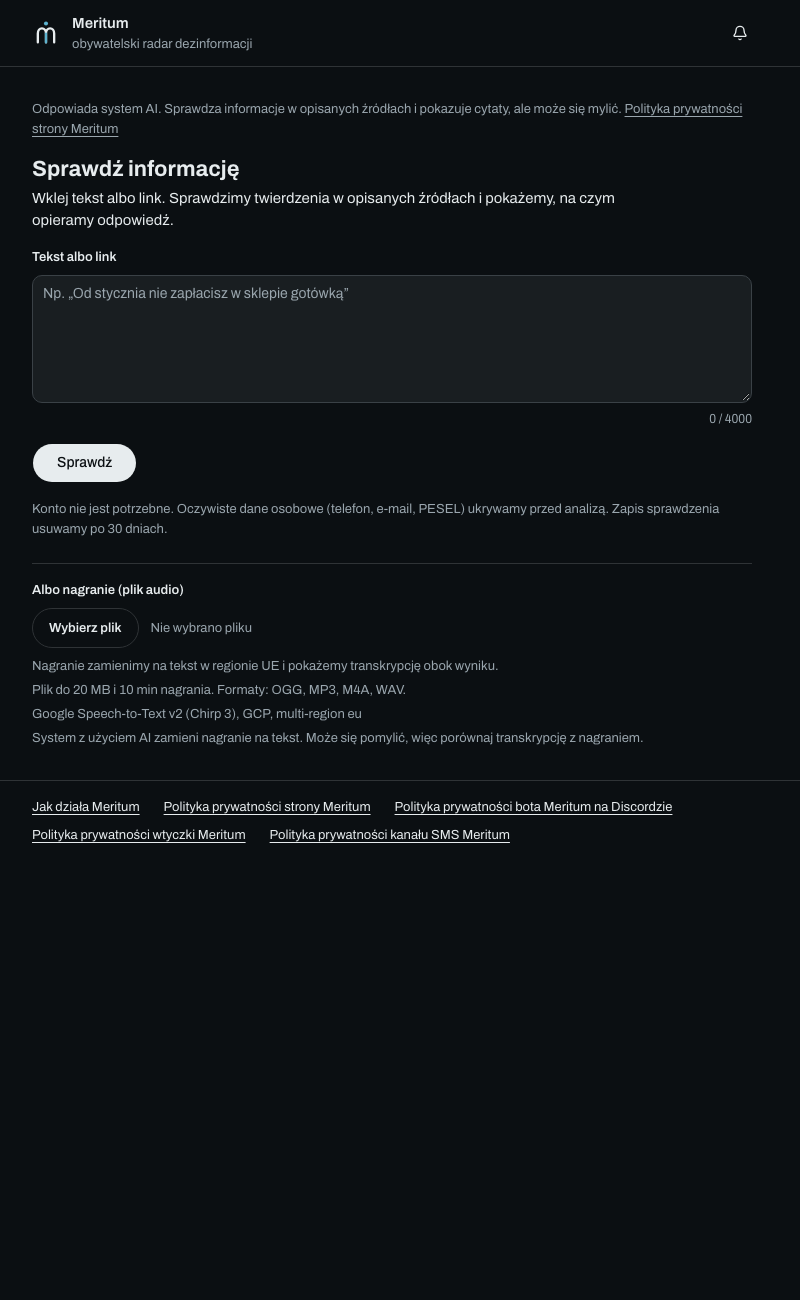 Meritum
obywatelski radar dezinformacji
Odpowiada system AI. Sprawdza informacje w opisanych źródłach i pokazuje cytaty, ale może się mylić. Polityka prywatności
strony Meritum
Sprawdź informację
Wklej tekst albo link. Sprawdzimy twierdzenia w opisanych źródłach i pokażemy, na czym
opieramy odpowiedź.
Tekst albo link
Np. „Od stycznia nie zapłacisz w sklepie gotówką”
0 / 4000
Sprawdź
Konto nie jest potrzebne. Oczywiste dane osobowe (telefon, e-mail, PESEL) ukrywamy przed analizą. Zapis sprawdzenia
usuwamy po 30 dniach.
Albo nagranie (plik audio)
Wybierz plik Nie wybrano pliku
Nagranie zamienimy na tekst w regionie UE i pokażemy transkrypcję obok wyniku.
Plik do 20 MB i 10 min nagrania. Formaty: OGG, MP3, M4A, WAV.
Google Speech-to-Text v2 (Chirp 3), GCP, multi-region eu
System z użyciem AI zamieni nagranie na tekst. Może się pomylić, więc porównaj transkrypcję z nagraniem.
Jak działa Meritum Polityka prywatności strony Meritum Polityka prywatności bota Meritum na Discordzie
Polityka prywatności wtyczki Meritum Polityka prywatności kanału SMS Meritum